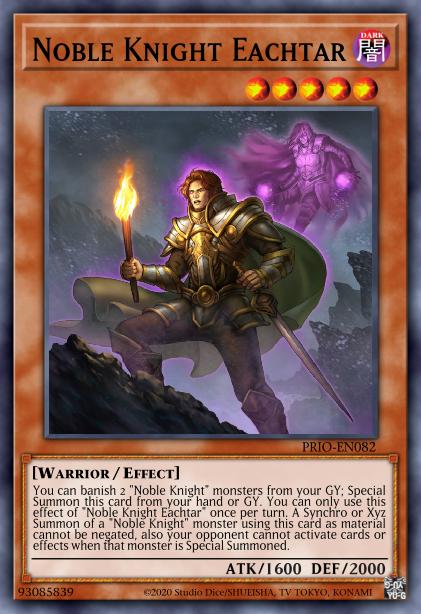 NOBLE KNIGHT EACHTAR
DARK
闇
PRIO-EN082
[WARRIOR / EFFECT]
You can banish 2 "Noble Knight" monsters from your GY; Special
Summon this card from your hand or GY. You can only use this
effect of "Noble Knight Eachtar" once per turn. A Synchro or Xyz
Summon of a "Noble Knight" monster using this card as material
cannot be negated, also your opponent cannot activate cards or
effects when that monster is Special Summoned.
ATK/1600 DEF/2000
93085839 ©2020 Studio Dice/SHUEISHA, TV TOKYO, KONAMI